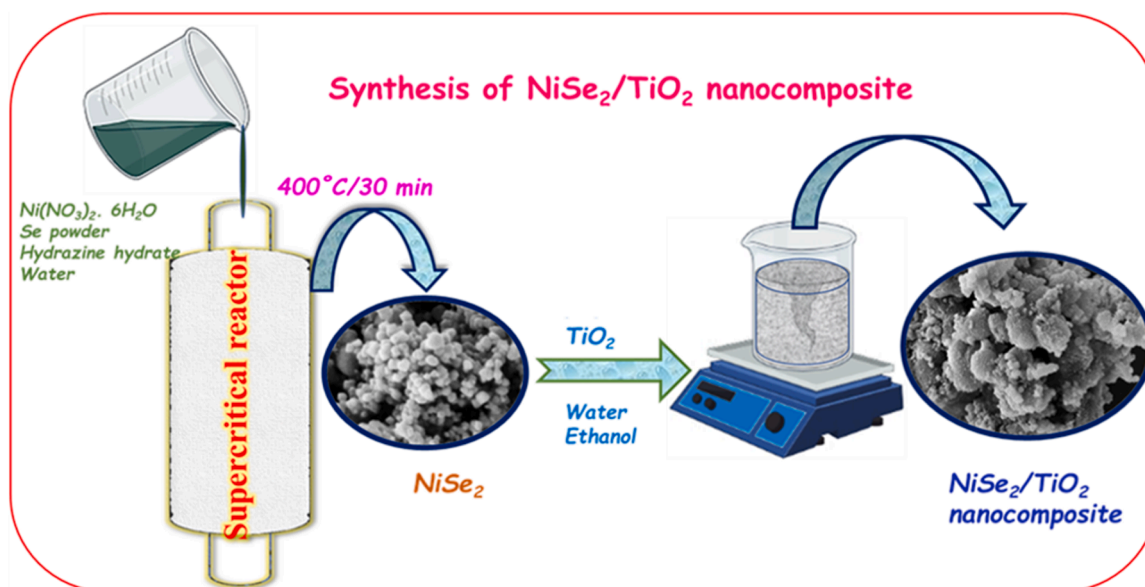 Synthesis of NiSe₂/TiO₂ nanocomposite
400°C/30 min
Ni(NO₃)₂. 6H₂O
Se powder
Hydrazine hydrate
Water
Supercritical reactor
NiSe₂
TiO₂
Water
Ethanol
NiSe₂/TiO₂
nanocomposite